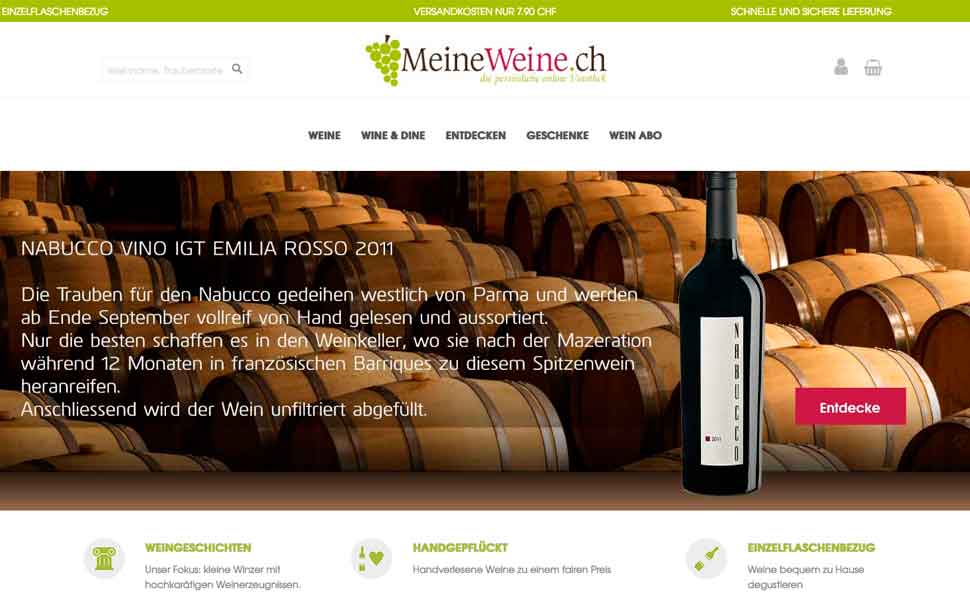 EINZELFLASCHENBEZUG VERSANDKOSTEN NUR 7.90 CHF SCHNELLE UND SICHERE LIEFERUNG
MeineWeine.ch
die persönliche online Vinothek
Weinname, Traubensorte
WEINE WINE & DINE ENTDECKEN GESCHENKE WEIN ABO
NABUCCO VINO IGT EMILIA ROSSO 2011
Die Trauben für den Nabucco gedeihen westlich von Parma und werden
ab Ende September vollreif von Hand gelesen und aussortiert.
Nur die besten schaffen es in den Weinkeller, wo sie nach der Mazeration
während 12 Monaten in französischen Barriques zu diesem Spitzenwein
heranreifen.
Anschliessend wird der Wein unfiltriert abgefüllt.
NABUCCO
2011
Entdecke
WEINGESCHICHTEN
Unser Fokus: kleine Winzer mit
hochkarätigen Weinerzeugnissen.
HANDGEPFLÜCKT
Handverlesene Weine zu einem fairen Preis
EINZELFLASCHENBEZUG
Weine bequem zu Hause
degustieren